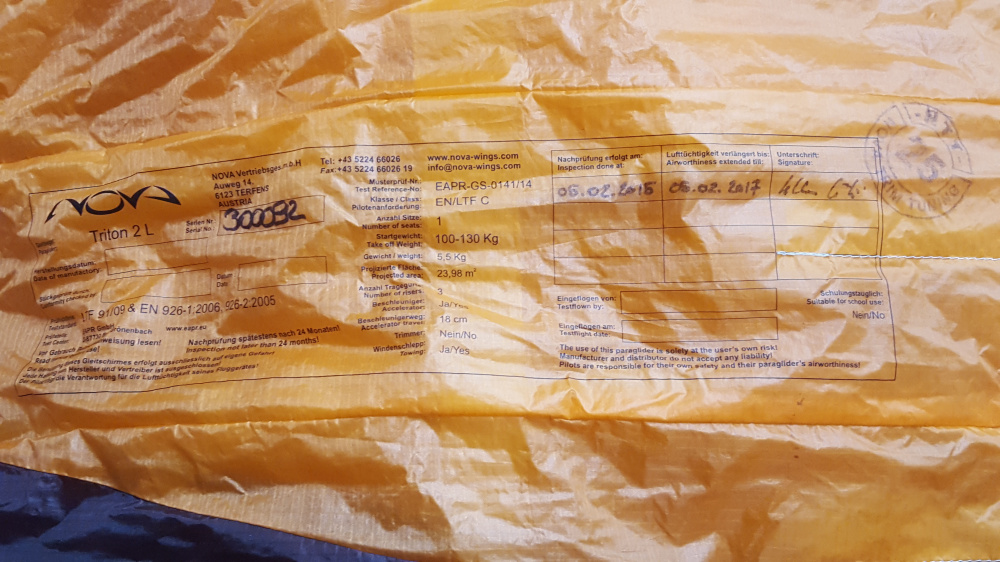 NOVA
Triton 2 L
NOVA Vertriebsges.m.b.H
Auweg 14,
6123 TERFENS
AUSTRIA
Serien Nr.
Serial No.
300092
Tel: +43 5224 66026
Fax: +43 5224 66026 19
www.nova-wings.com
info@nova-wings.com
Musterprüf-Nr.:
Test Reference-No.:
EAPR-GS-0141/14
Klasse / Class:
Pilotenanforderung:
EN/LTF C
Anzahl Sitze:
Number of seats:
1
Startgewicht:
Take off Weight:
100-130 Kg
Gewicht / weight:
5,5 Kg
Projizierte Fläche:
Projected area:
23,98 m²
Anzahl Tragegurte:
Number of risers:
3
Beschleuniger:
Accelerator:
Ja/Yes
Beschleunigerweg:
Accelerator travel:
18 cm
Trimmer:
Nein/No
Windenschlepp:
Towing:
Ja/Yes
Herstellungsdatum:
Date of manufactory:
Datum
Date
LTF 91/09 & EN 926-1:2006, 926-2:2005
www.eapr.eu
Nachprüfung spätestens nach 24 Monaten!
Inspection not later than 24 months!
Nachprüfung erfolgt am:
Inspection done at:
Lufttüchtigkeit verlängert bis:
Airworthiness extended till:
Unterschrift:
Signature:
05.02.2015
05.02.2017
Eingeflogen von:
Testflown by:
Eingeflogen am:
Testflight date:
Schulungstauglich:
Suitable for school use:
Nein/No
The use of this paraglider is solely at the user's own risk!
Manufacturer and distributor do not accept any liability!
Pilots are responsible for their own safety and their paraglider's airworthiness!